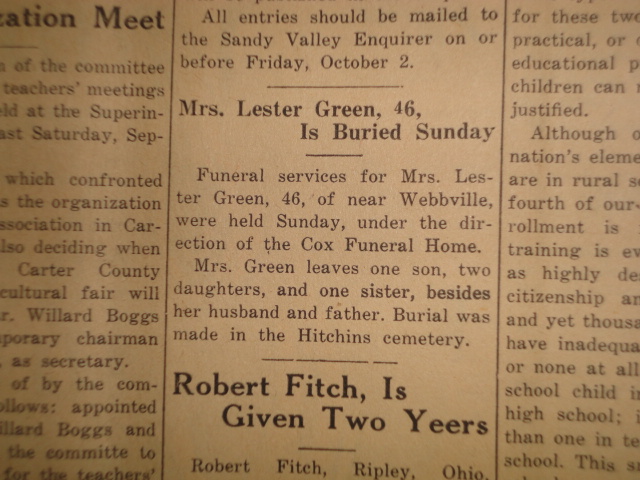 zation Meet
n of the committee
teachers' meetings
eld at the Superin-
ast Saturday, Sep-
which confronted
s the organization
ssociation in Car-
lso deciding when
Carter County
cultural fair will
r. Willard Boggs
porary chairman
, as secretary.
of by the com-
ollows: appointed
illard Boggs and
the committe to
for the teachers'
All entries should be mailed to
the Sandy Valley Enquirer on or
before Friday, October 2.
Mrs. Lester Green, 46,
Is Buried Sunday
Funeral services for Mrs. Les-
ter Green, 46, of near Webbville,
were held Sunday, under the dir-
ection of the Cox Funeral Home.
Mrs. Green leaves one son, two
daughters, and one sister, besides
her husband and father. Burial was
made in the Hitchins cemetery.
Robert Fitch, Is
Given Two Yeers
Robert Fitch, Ripley, Ohio,
for these tw
practical, or
educational p
children can
justified.
Although o
nation's eleme
are in rural s
fourth of our
rollment is
training is ev
as highly de
citizenship an
and yet thousa
have inadequa
or none at all
school child in
high school; i
than one in te
school. This s